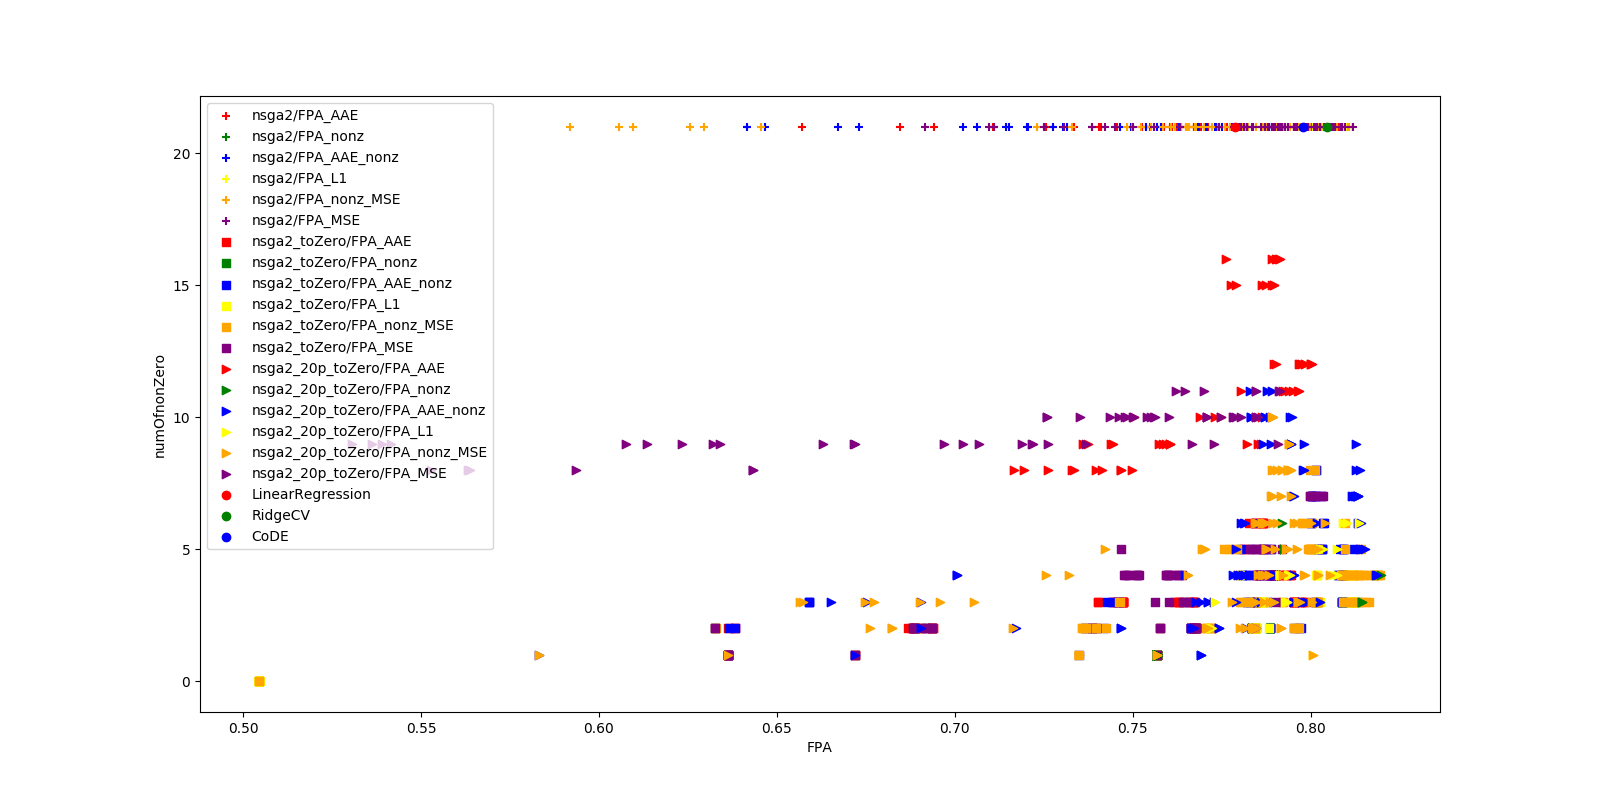 nsga2/FPA_AAE
nsga2/FPA_nonz
nsga2/FPA_AAE_nonz
nsga2/FPA_L1
nsga2/FPA_nonz_MSE
nsga2/FPA_MSE
nsga2_toZero/FPA_AAE
nsga2_toZero/FPA_nonz
nsga2_toZero/FPA_AAE_nonz
nsga2_toZero/FPA_L1
nsga2_toZero/FPA_nonz_MSE
nsga2_toZero/FPA_MSE
nsga2_20p_toZero/FPA_AAE
nsga2_20p_toZero/FPA_nonz
nsga2_20p_toZero/FPA_AAE_nonz
nsga2_20p_toZero/FPA_L1
nsga2_20p_toZero/FPA_nonz_MSE
nsga2_20p_toZero/FPA_MSE
LinearRegression
RidgeCV
CoDE
numOfnonZero
20
15
10
5
0
0.50 0.55 0.60 0.65 0.70 0.75 0.80
FPA